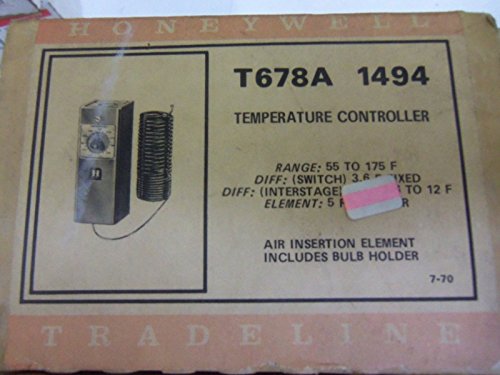 HONEYWELL
T678A 1494
TEMPERATURE CONTROLLER
RANGE: 55 TO 175 F
DIFF: (SWITCH) 3.6 FIXED
DIFF: (INTERSTAGE) TO 12 F
ELEMENT: 5
AIR INSERTION ELEMENT
INCLUDES BULB HOLDER
7-70
TRADELINE